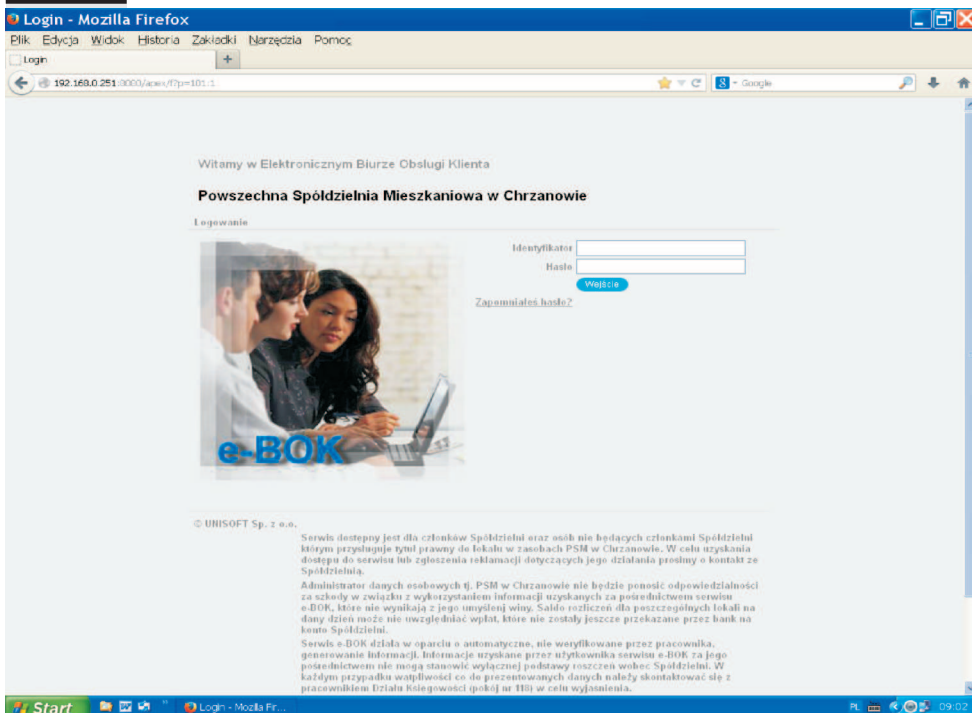 Login - Mozilla Firefox
Plik Edycja Widok Historia Zakładki Narzędzia Pomoc
Login +
192.168.0.251:8000/apex/f?p=101:1
8 - Google
Witamy w Elektronicznym Biurze Obsługi Klienta
Powszechna Spółdzielnia Mieszkaniowa w Chrzanowie
Logowanie
Identyfikator
Hasło
Wejście
Zapomniałeś hasło?
e-BOK
© UNISOFT Sp. z o.o.
Serwis dostępny jest dla członków Spółdzielni oraz osób nie będących członkami Spółdzielni
którym przysługuje tytuł prawny do lokalu w zasobach PSM w Chrzanowie. W celu uzyskania
dostępu do serwisu lub zgłoszenia reklamacji dotyczących jego działania prosimy o kontakt ze
Spółdzielnią.
Administrator danych osobowych tj. PSM w Chrzanowie nie będzie ponosić odpowiedzialności
za szkody w związku z wykorzystaniem informacji uzyskanych za pośrednictwem serwisu
e-BOK, które nie wynikają z jego umyślnej winy. Saldo rozliczeń dla poszczególnych lokali na
dany dzień może nie uwzględniać wpłat, które nie zostały jeszcze przekazane przez bank na
konto Spółdzielni.
Serwis e-BOK działa w oparciu o automatyczne, nie weryfikowane przez pracownika,
generowanie informacji. Informacje uzyskane przez użytkownika serwisu e-BOK za jego
pośrednictwem nie mogą stanowić wyłącznej podstawy roszczeń wobec Spółdzielni. W
każdym przypadku wątpliwości co do prezentowanych danych należy skontaktować się z
pracownikiem Działu Księgowości (pokój nr 118) w celu wyjaśnienia.
Start
Login - Mozilla Fir...
PL
09:02